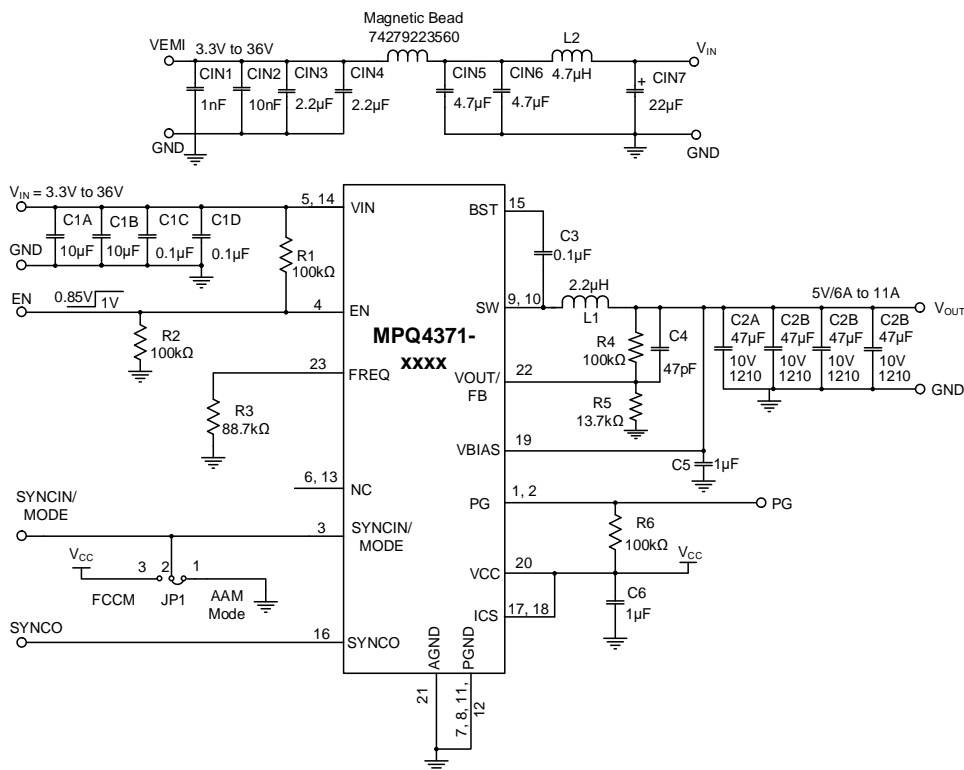 Magnetic Bead
74279223560
L2
VEMI
3.3V to 36V
VIN
CIN1
1nF
CIN2
10nF
CIN3
2.2µF
CIN4
2.2µF
CIN5
4.7µF
CIN6
4.7µF
4.7µH
+
CIN7
22µF
GND
GND
VIN = 3.3V to 36V
5, 14
VIN
BST
15
C1A
10µF
C1B
10µF
C1C
0.1µF
C1D
0.1µF
GND
R1
100kΩ
C3
0.1µF
EN
0.85V
1V
4
EN
SW
9, 10
2.2µH
L1
5V/6A to 11A
VOUT
R2
100kΩ
MPQ4371-
xxxx
R4
100kΩ
C4
47pF
C2A
47µF
10V
1210
C2B
47µF
10V
1210
C2B
47µF
10V
1210
C2B
47µF
10V
1210
GND
23
FREQ
VOUT/
FB
22
R3
88.7kΩ
R5
13.7kΩ
VBIAS
19
C5
1µF
6, 13
NC
PG
1, 2
PG
SYNCIN/
MODE
3
SYNCIN/
MODE
R6
100kΩ
VCC
3
2
1
FCCM
JP1
AAM
Mode
VCC
20
VCC
ICS
17, 18
C6
1µF
SYNCO
16
SYNCO
AGND
PGND
21
7, 8, 11,
12